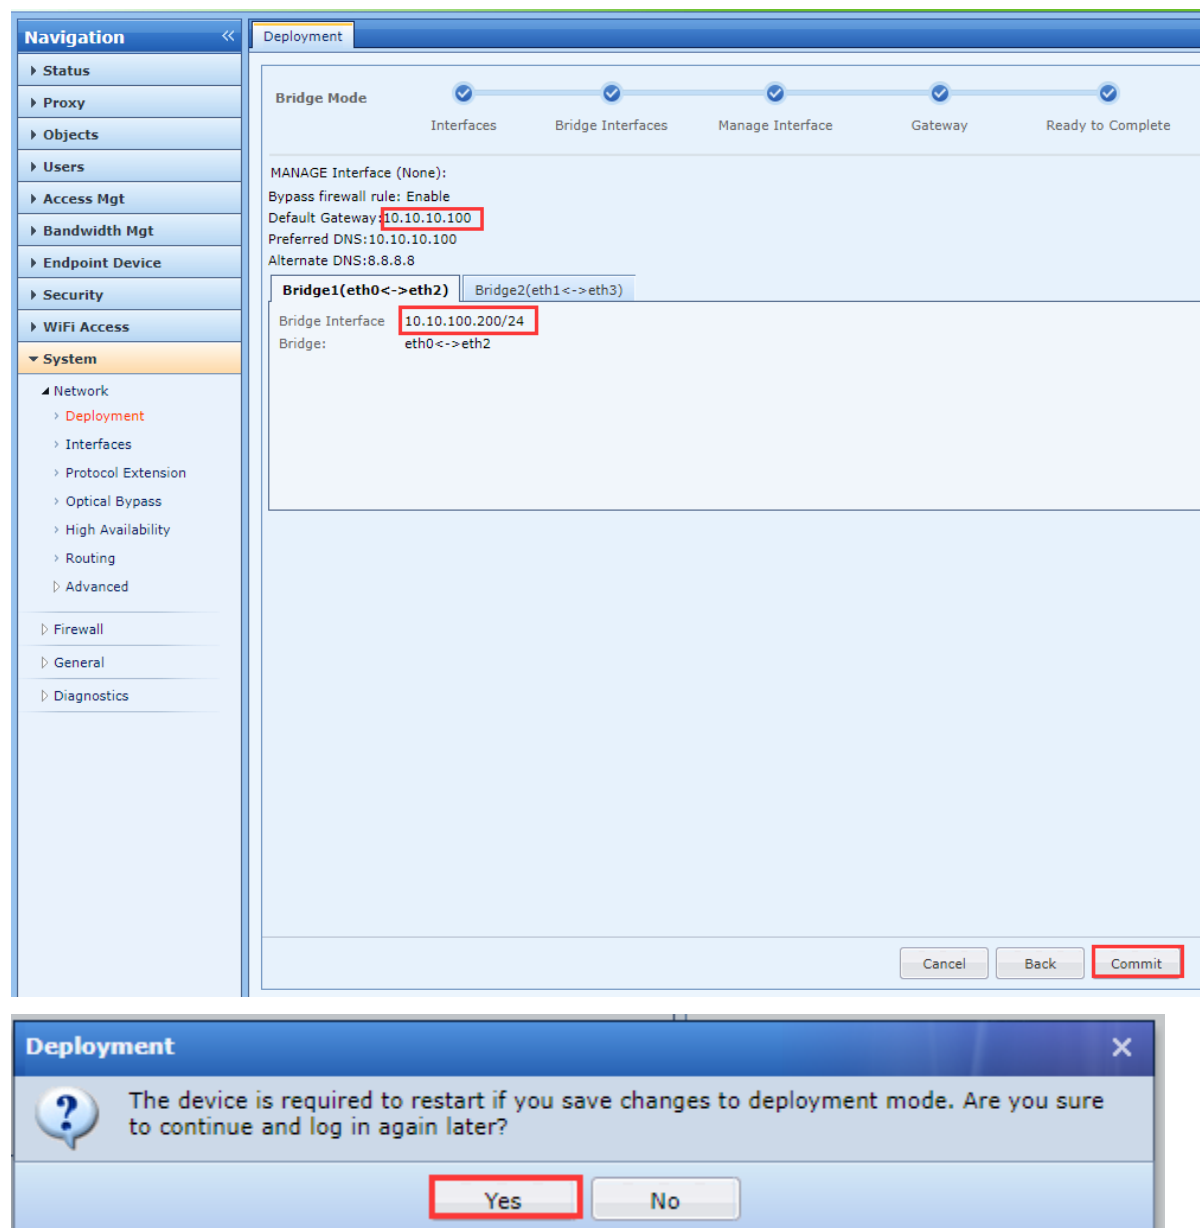 Navigation
Deployment
Status
Proxy
Objects
Users
Access Mgt
Bandwidth Mgt
Endpoint Device
Security
WiFi Access
System
Network
Deployment
Interfaces
Protocol Extension
Optical Bypass
High Availability
Routing
Advanced
Firewall
General
Diagnostics
Bridge Mode
Interfaces
Bridge Interfaces
Manage Interface
Gateway
Ready to Complete
MANAGE Interface (None):
Bypass firewall rule: Enable
Default Gateway:10.10.10.100
Preferred DNS:10.10.10.100
Alternate DNS:8.8.8.8
Bridge1(eth0<->eth2)
Bridge2(eth1<->eth3)
Bridge Interface 10.10.100.200/24
Bridge: eth0<->eth2
Cancel
Back
Commit
Deployment
The device is required to restart if you save changes to deployment mode. Are you sure
to continue and log in again later?
Yes
No